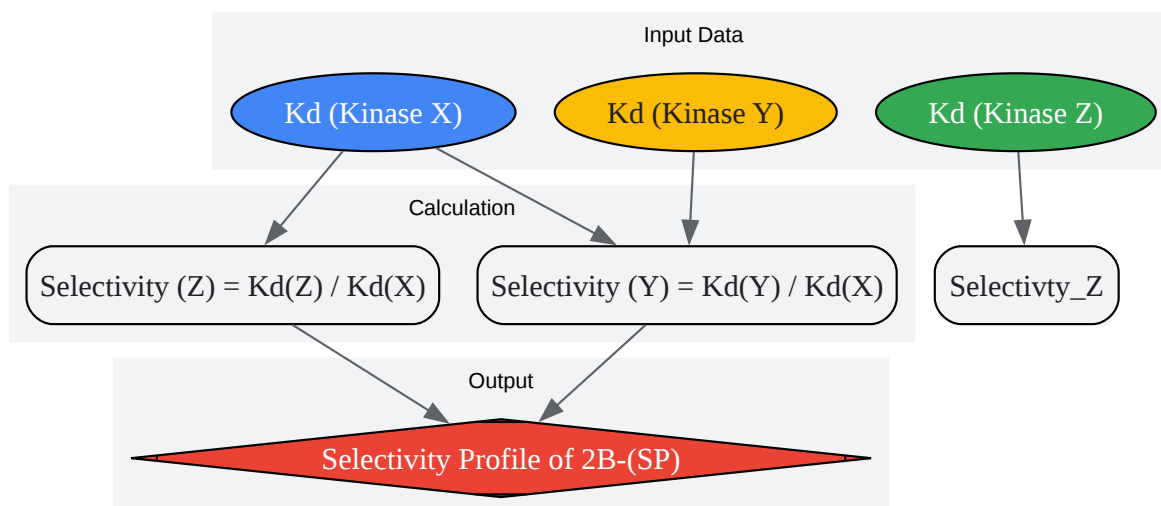 Input Data
Kd (Kinase X)
Kd (Kinase Y)
Kd (Kinase Z)
Calculation
Selectivity (Z) = Kd(Z) / Kd(X)
Selectivity (Y) = Kd(Y) / Kd(X)
Selectivty_Z
Output
Selectivity Profile of 2B-(SP)